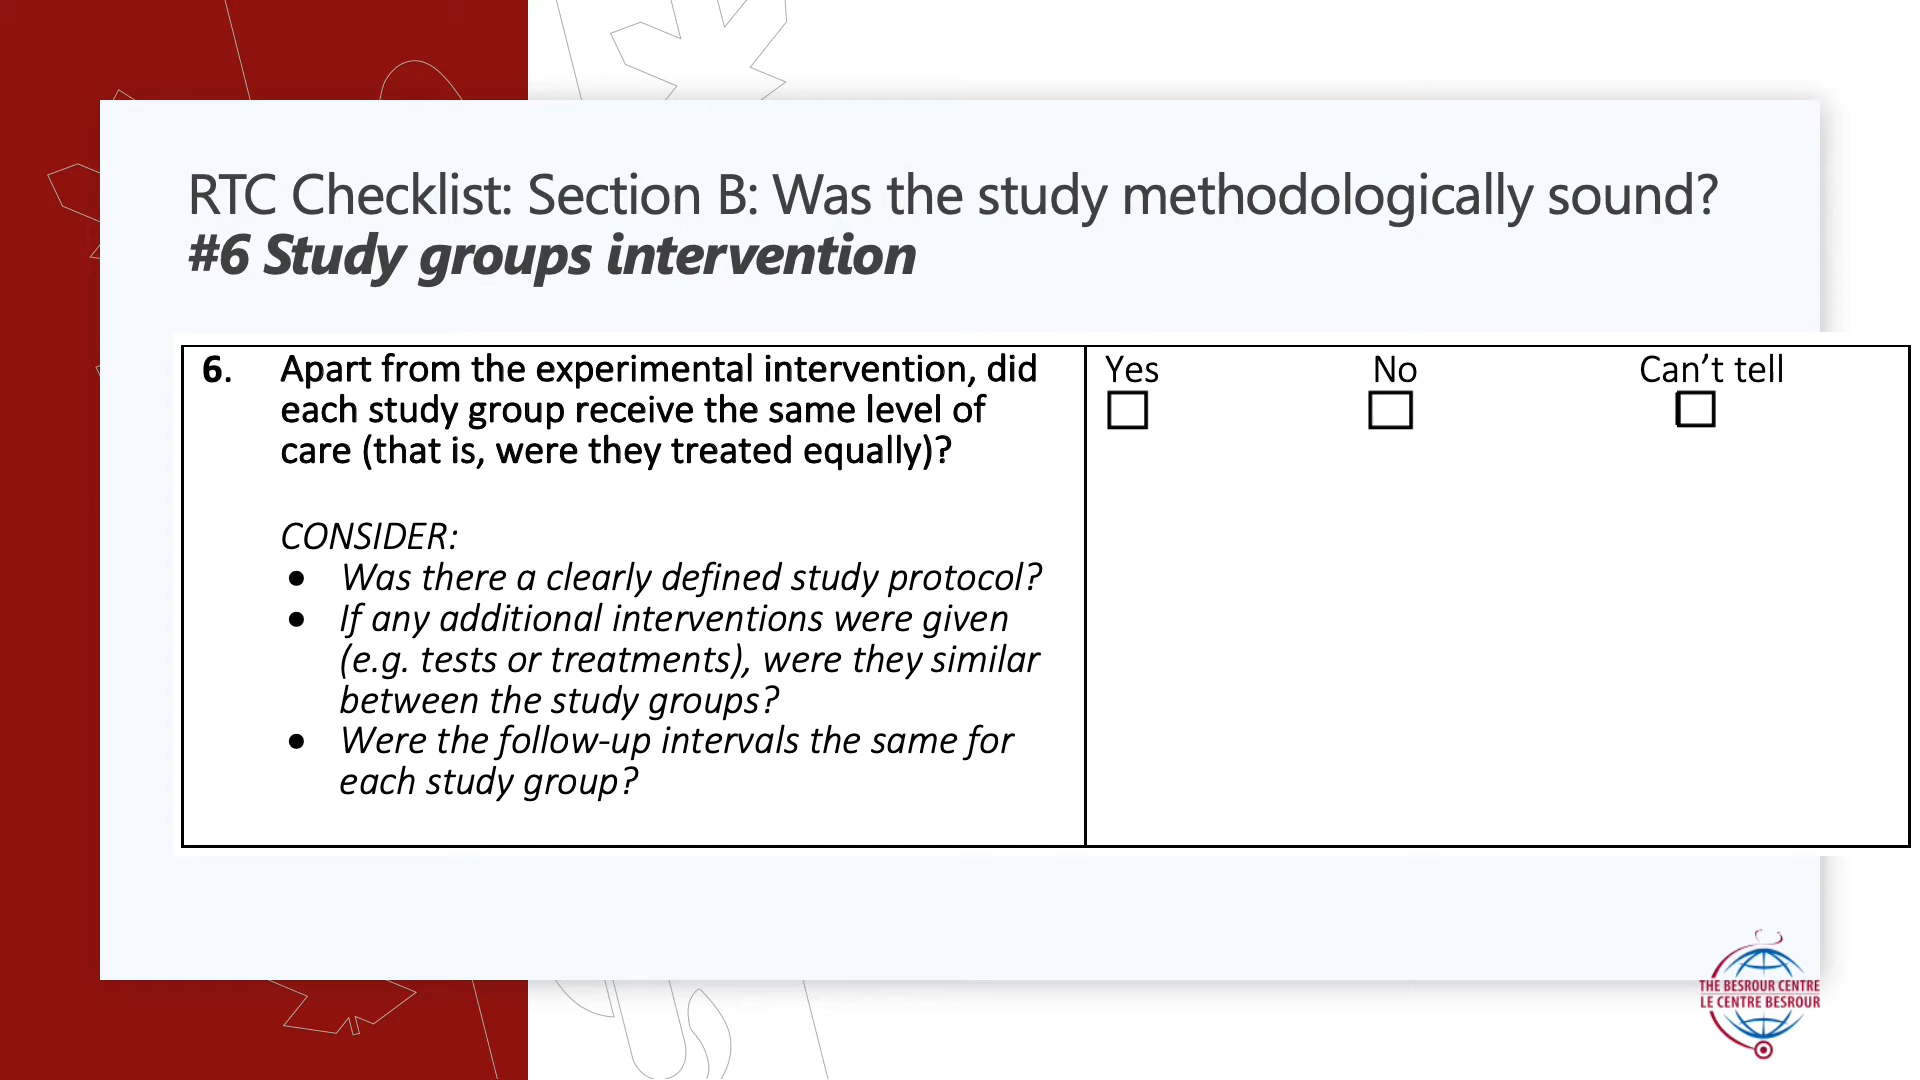 RTC Checklist: Section B: Was the study methodologically sound?
#6 Study groups intervention
6. Apart from the experimental intervention, did
each study group receive the same level of
care (that is, were they treated equally)?
Yes No Can’t tell
CONSIDER:
● Was there a clearly defined study protocol?
● If any additional interventions were given
(e.g. tests or treatments), were they similar
between the study groups?
● Were the follow-up intervals the same for
each study group?
THE BESROUR CENTRE
LE CENTRE BESROUR